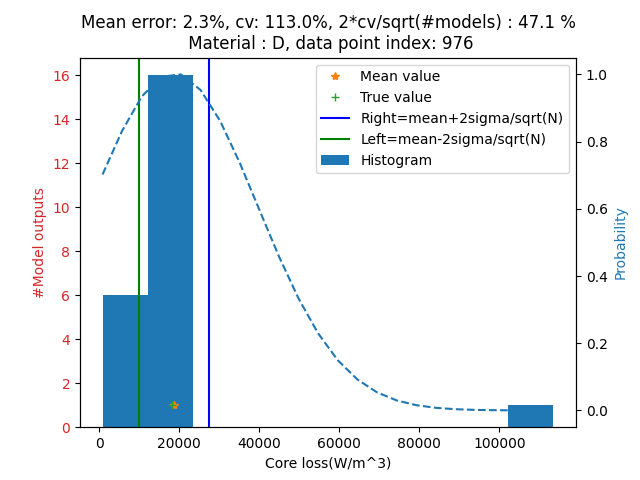 Mean error: 2.3%, cv: 113.0%, 2*cv/sqrt(#models) : 47.1 %
Material : D, data point index: 976
Mean value
True value
Right=mean+2sigma/sqrt(N)
Left=mean-2sigma/sqrt(N)
Histogram
#Model outputs
16
14
12
10
8
6
4
2
0
1.0
0.8
0.6
0.4
0.2
0.0
Probability
0 20000 40000 60000 80000 100000
Core loss(W/m^3)